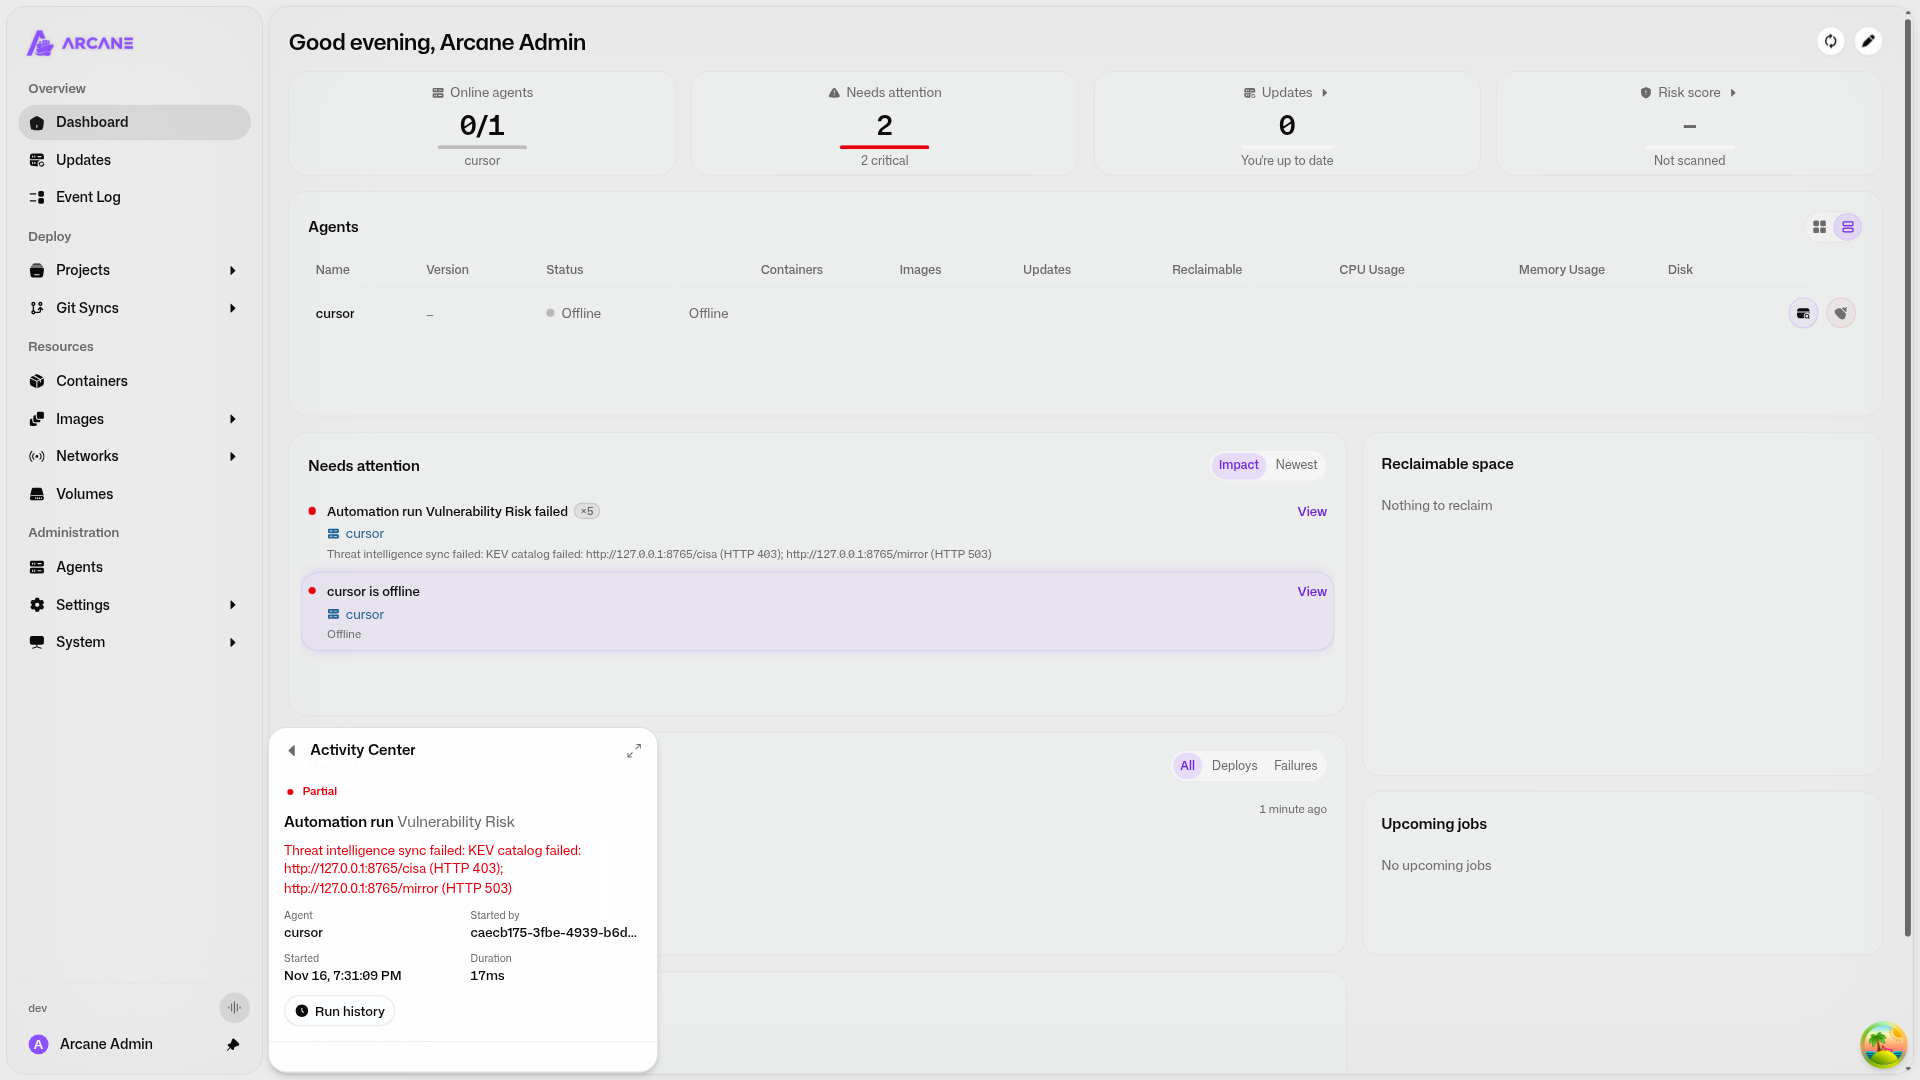 ARCANE
Overview
Dashboard
Updates
Event Log
Deploy
Projects
Git Syncs
Resources
Containers
Images
Networks
Volumes
Administration
Agents
Settings
System
dev
A Arcane Admin
Good evening, Arcane Admin
Online agents
0/1
cursor
Needs attention
2
2 critical
Updates
0
You're up to date
Risk score
–
Not scanned
Agents
Name Version Status Containers Images Updates Reclaimable CPU Usage Memory Usage Disk
cursor – Offline Offline
Needs attention
Impact Newest
Automation run Vulnerability Risk failed ×5 View
cursor
Threat intelligence sync failed: KEV catalog failed: http://127.0.0.1:8765/cisa (HTTP 403); http://127.0.0.1:8765/mirror (HTTP 503)
cursor is offline View
cursor
Offline
Reclaimable space
Nothing to reclaim
All Deploys Failures
1 minute ago
Upcoming jobs
No upcoming jobs
Activity Center
Partial
Automation run Vulnerability Risk
Threat intelligence sync failed: KEV catalog failed:
http://127.0.0.1:8765/cisa (HTTP 403);
http://127.0.0.1:8765/mirror (HTTP 503)
Agent Started by
cursor caecb175-3fbe-4939-b6d...
Started Duration
Nov 16, 7:31:09 PM 17ms
Run history